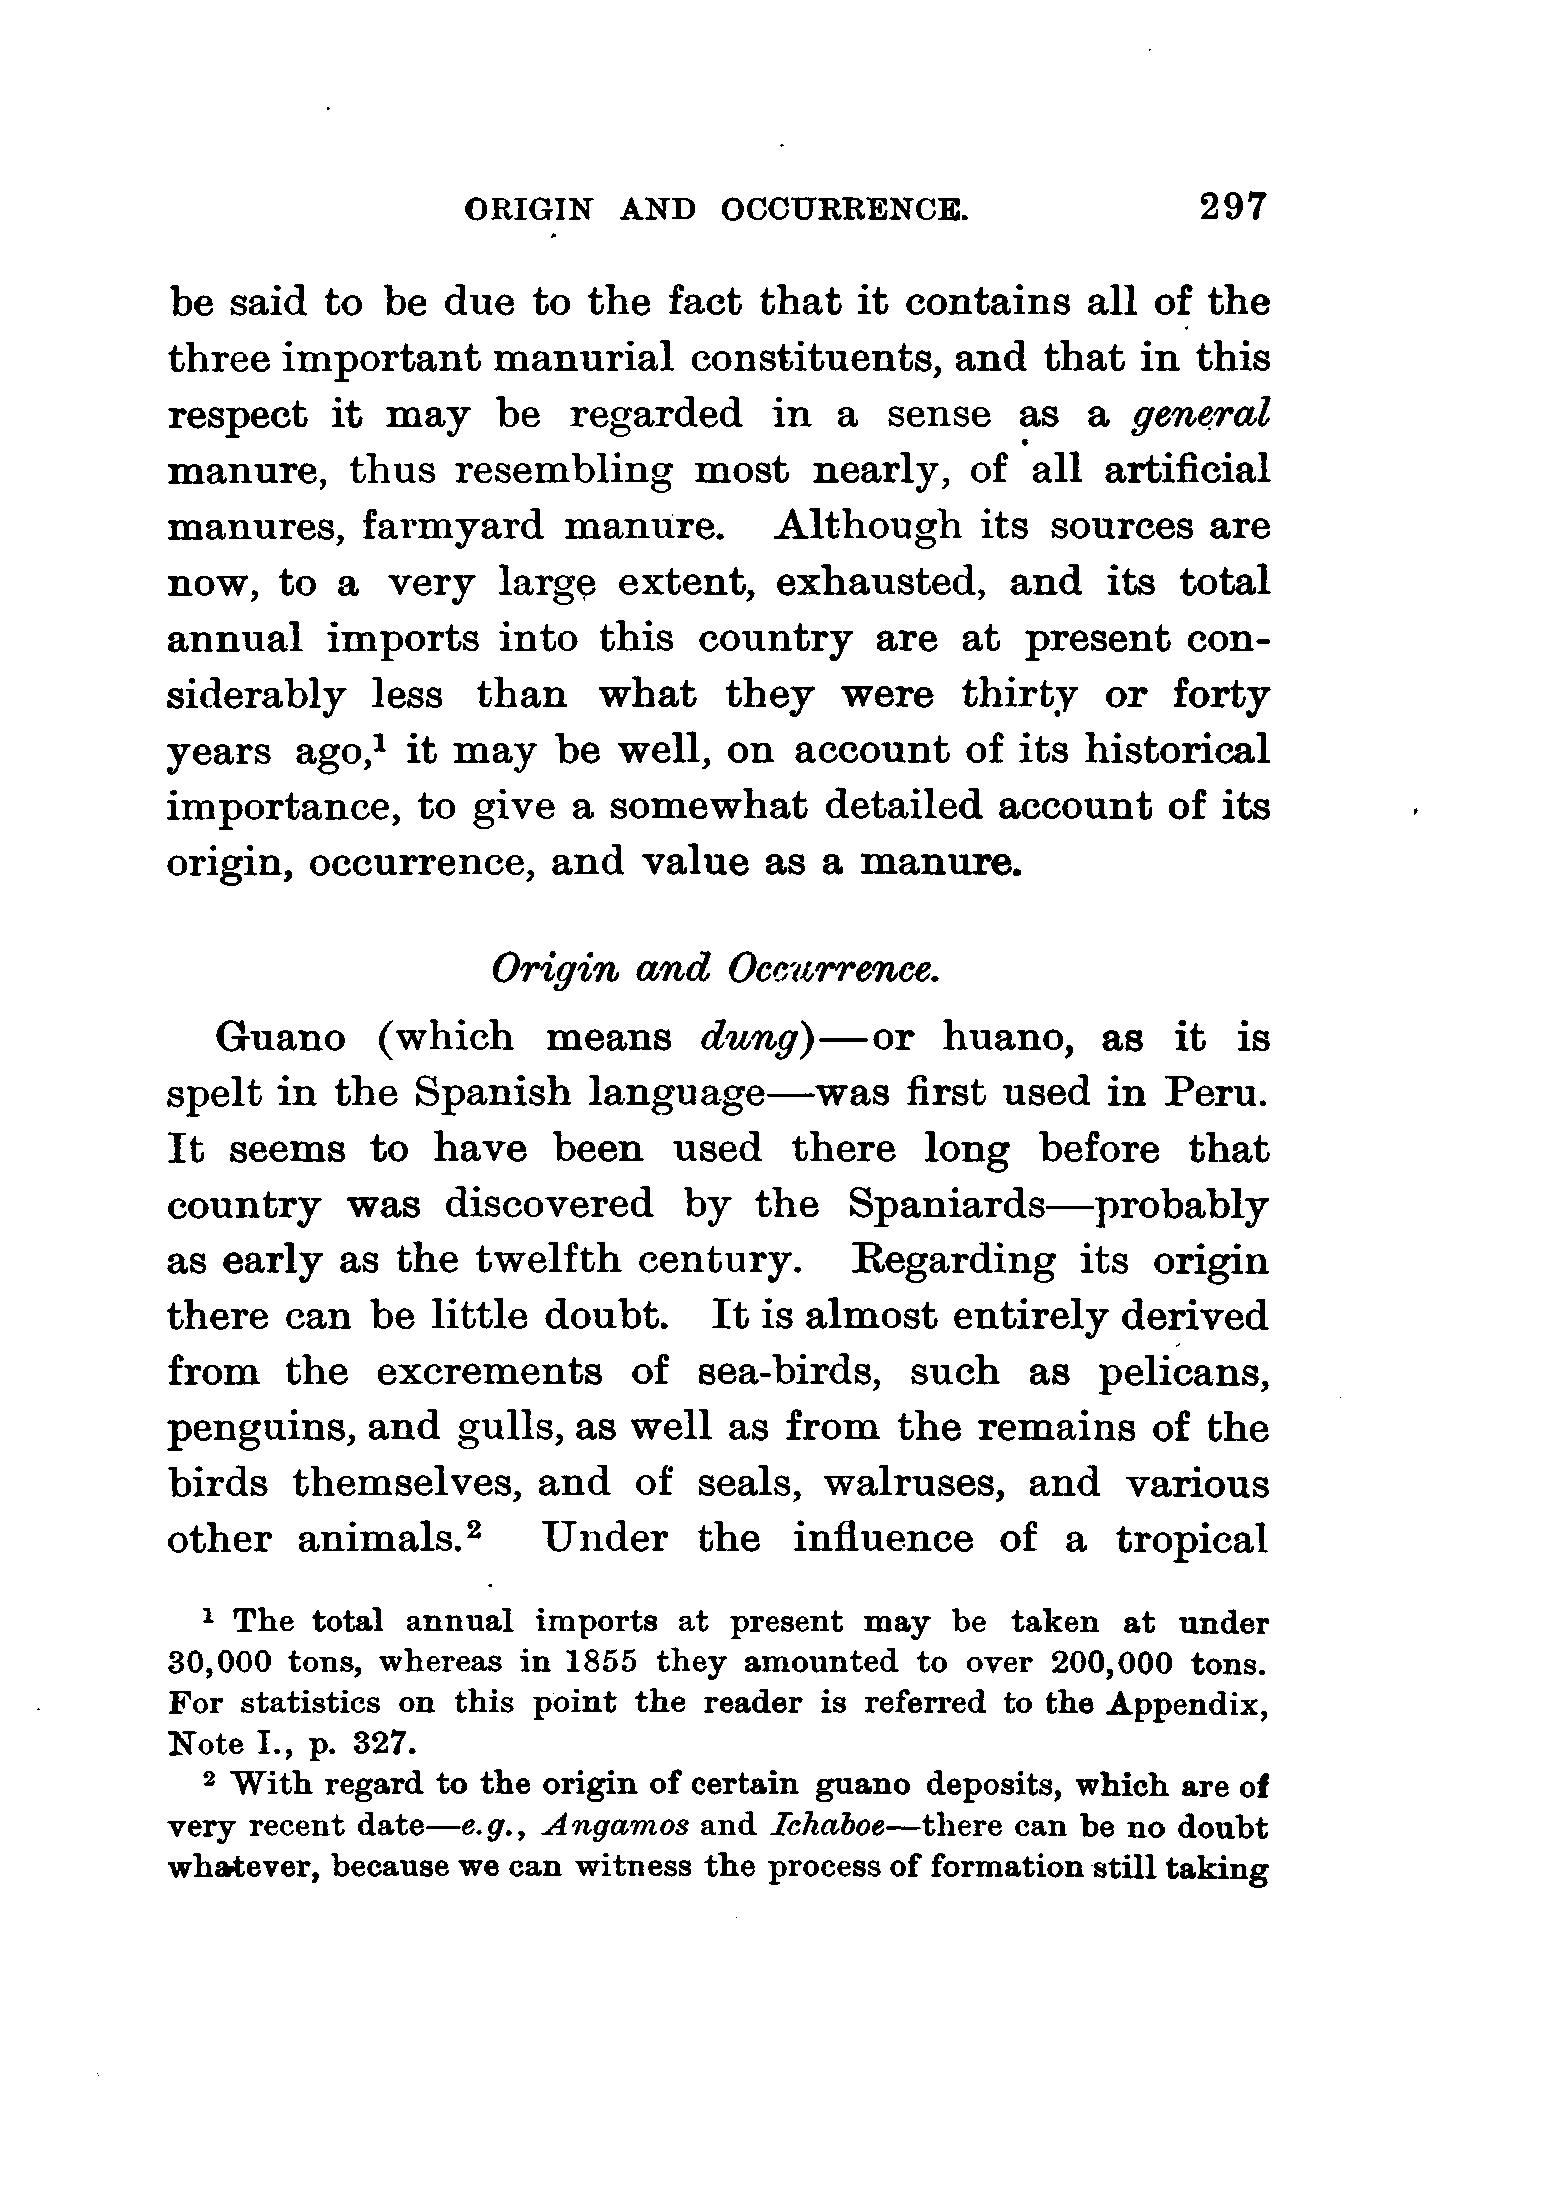 ORIGIN AND OCCURRENCE. 297
be said to be due to the fact that it contains all of the
three important manurial constituents, and that in this
respect it may be regarded in a sense as a general
manure, thus resembling most nearly, of all artificial
manures, farmyard manure. Although its sources are
now, to a very large extent, exhausted, and its total
annual imports into this country are at present con-
siderably less than what they were thirty or forty
years ago,¹ it may be well, on account of its historical
importance, to give a somewhat detailed account of its
origin, occurrence, and value as a manure.
Origin and Occurrence.
Guano (which means dung)—or huano, as it is
spelt in the Spanish language—was first used in Peru.
It seems to have been used there long before that
country was discovered by the Spaniards—probably
as early as the twelfth century. Regarding its origin
there can be little doubt. It is almost entirely derived
from the excrements of sea-birds, such as pelicans,
penguins, and gulls, as well as from the remains of the
birds themselves, and of seals, walruses, and various
other animals.² Under the influence of a tropical
¹ The total annual imports at present may be taken at under
30,000 tons, whereas in 1855 they amounted to over 200,000 tons.
For statistics on this point the reader is referred to the Appendix,
Note I., p. 327.
² With regard to the origin of certain guano deposits, which are of
very recent date—e.g., Angamos and Ichaboe—there can be no doubt
whatever, because we can witness the process of formation still taking